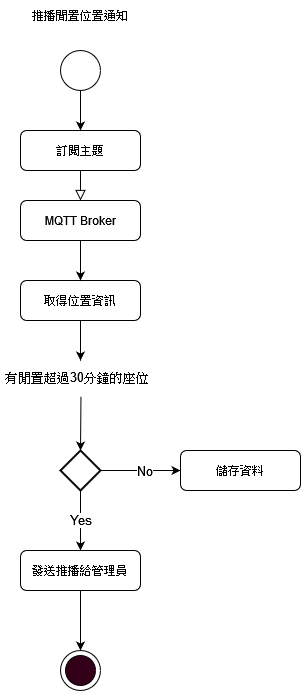 推播閒置位置通知
訂閱主題
MQTT Broker
取得位置資訊
有閒置超過30分鐘的座位
No
儲存資料
Yes
發送推播給管理員